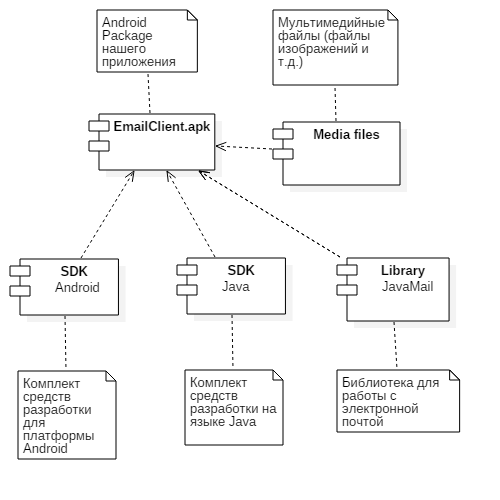 Android
Package
нашего
приложения
Мультимедийные
файлы (файлы
изображений и
т.д.)
EmailClient.apk
Media files
SDK
Android
SDK
Java
Library
JavaMail
Комплект
средств
разработки
для
платформы
Android
Комплект
средств
разработки на
языке Java
Библиотека для
работы с
электронной
почтой